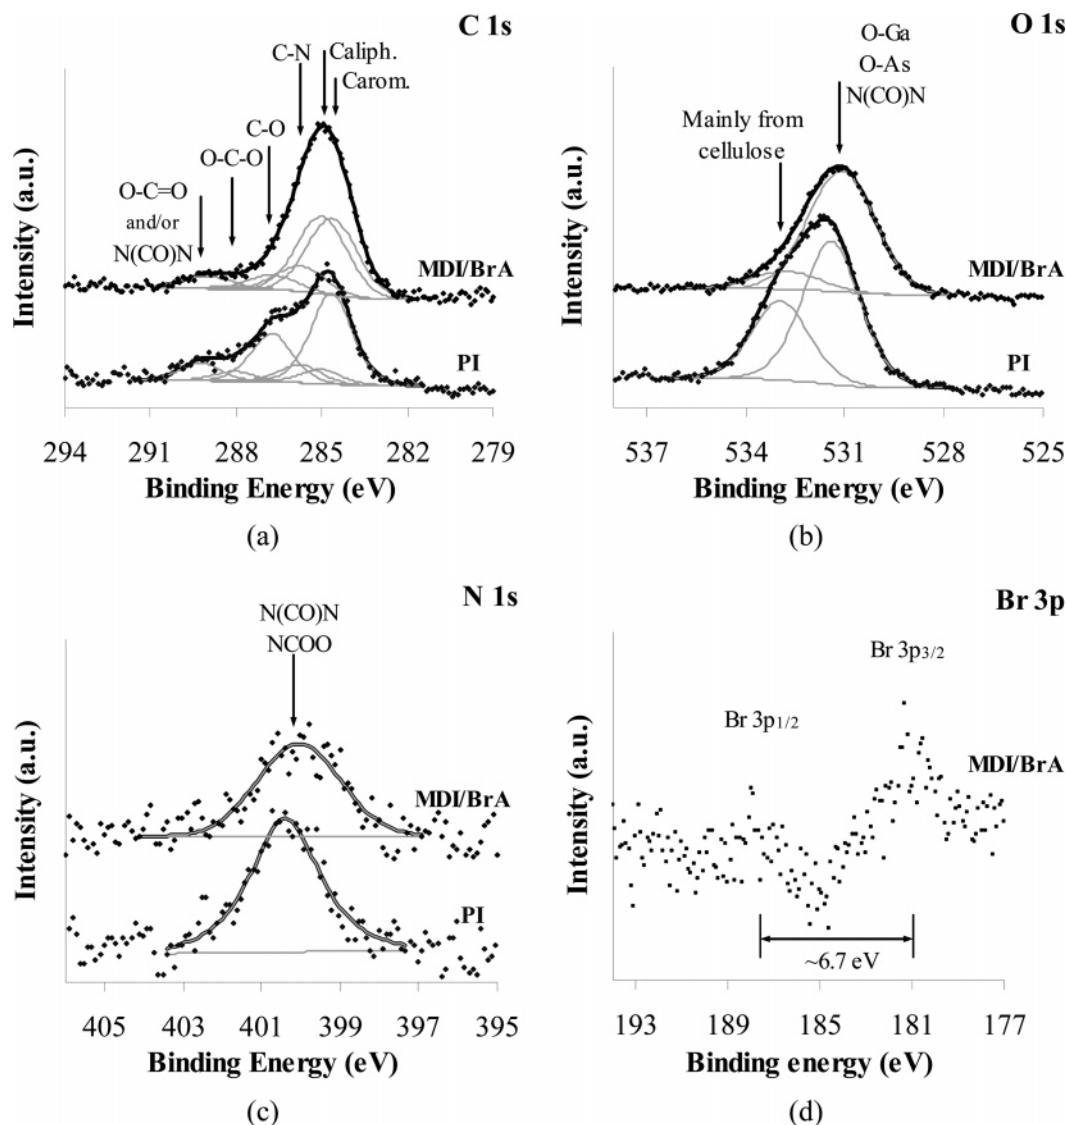 C 1s
C-N
Caliph.
Carom.
C-O
O-C-O
O-C=O
and/or
N(CO)N
MDI/BrA
PI
Intensity (a.u.)
294 291 288 285 282 279
Binding Energy (eV)
(a)
O 1s
O-Ga
O-As
N(CO)N
Mainly from
cellulose
MDI/BrA
PI
Intensity (a.u.)
537 534 531 528 525
Binding Energy (eV)
(b)
N 1s
N(CO)N
NCOO
MDI/BrA
PI
Intensity (a.u.)
405 403 401 399 397 395
Binding Energy (eV)
(c)
Br 3p
Br 3p3/2
Br 3p1/2
MDI/BrA
~6.7 eV
Intensity (a.u.)
193 189 185 181 177
Binding energy (eV)
(d)